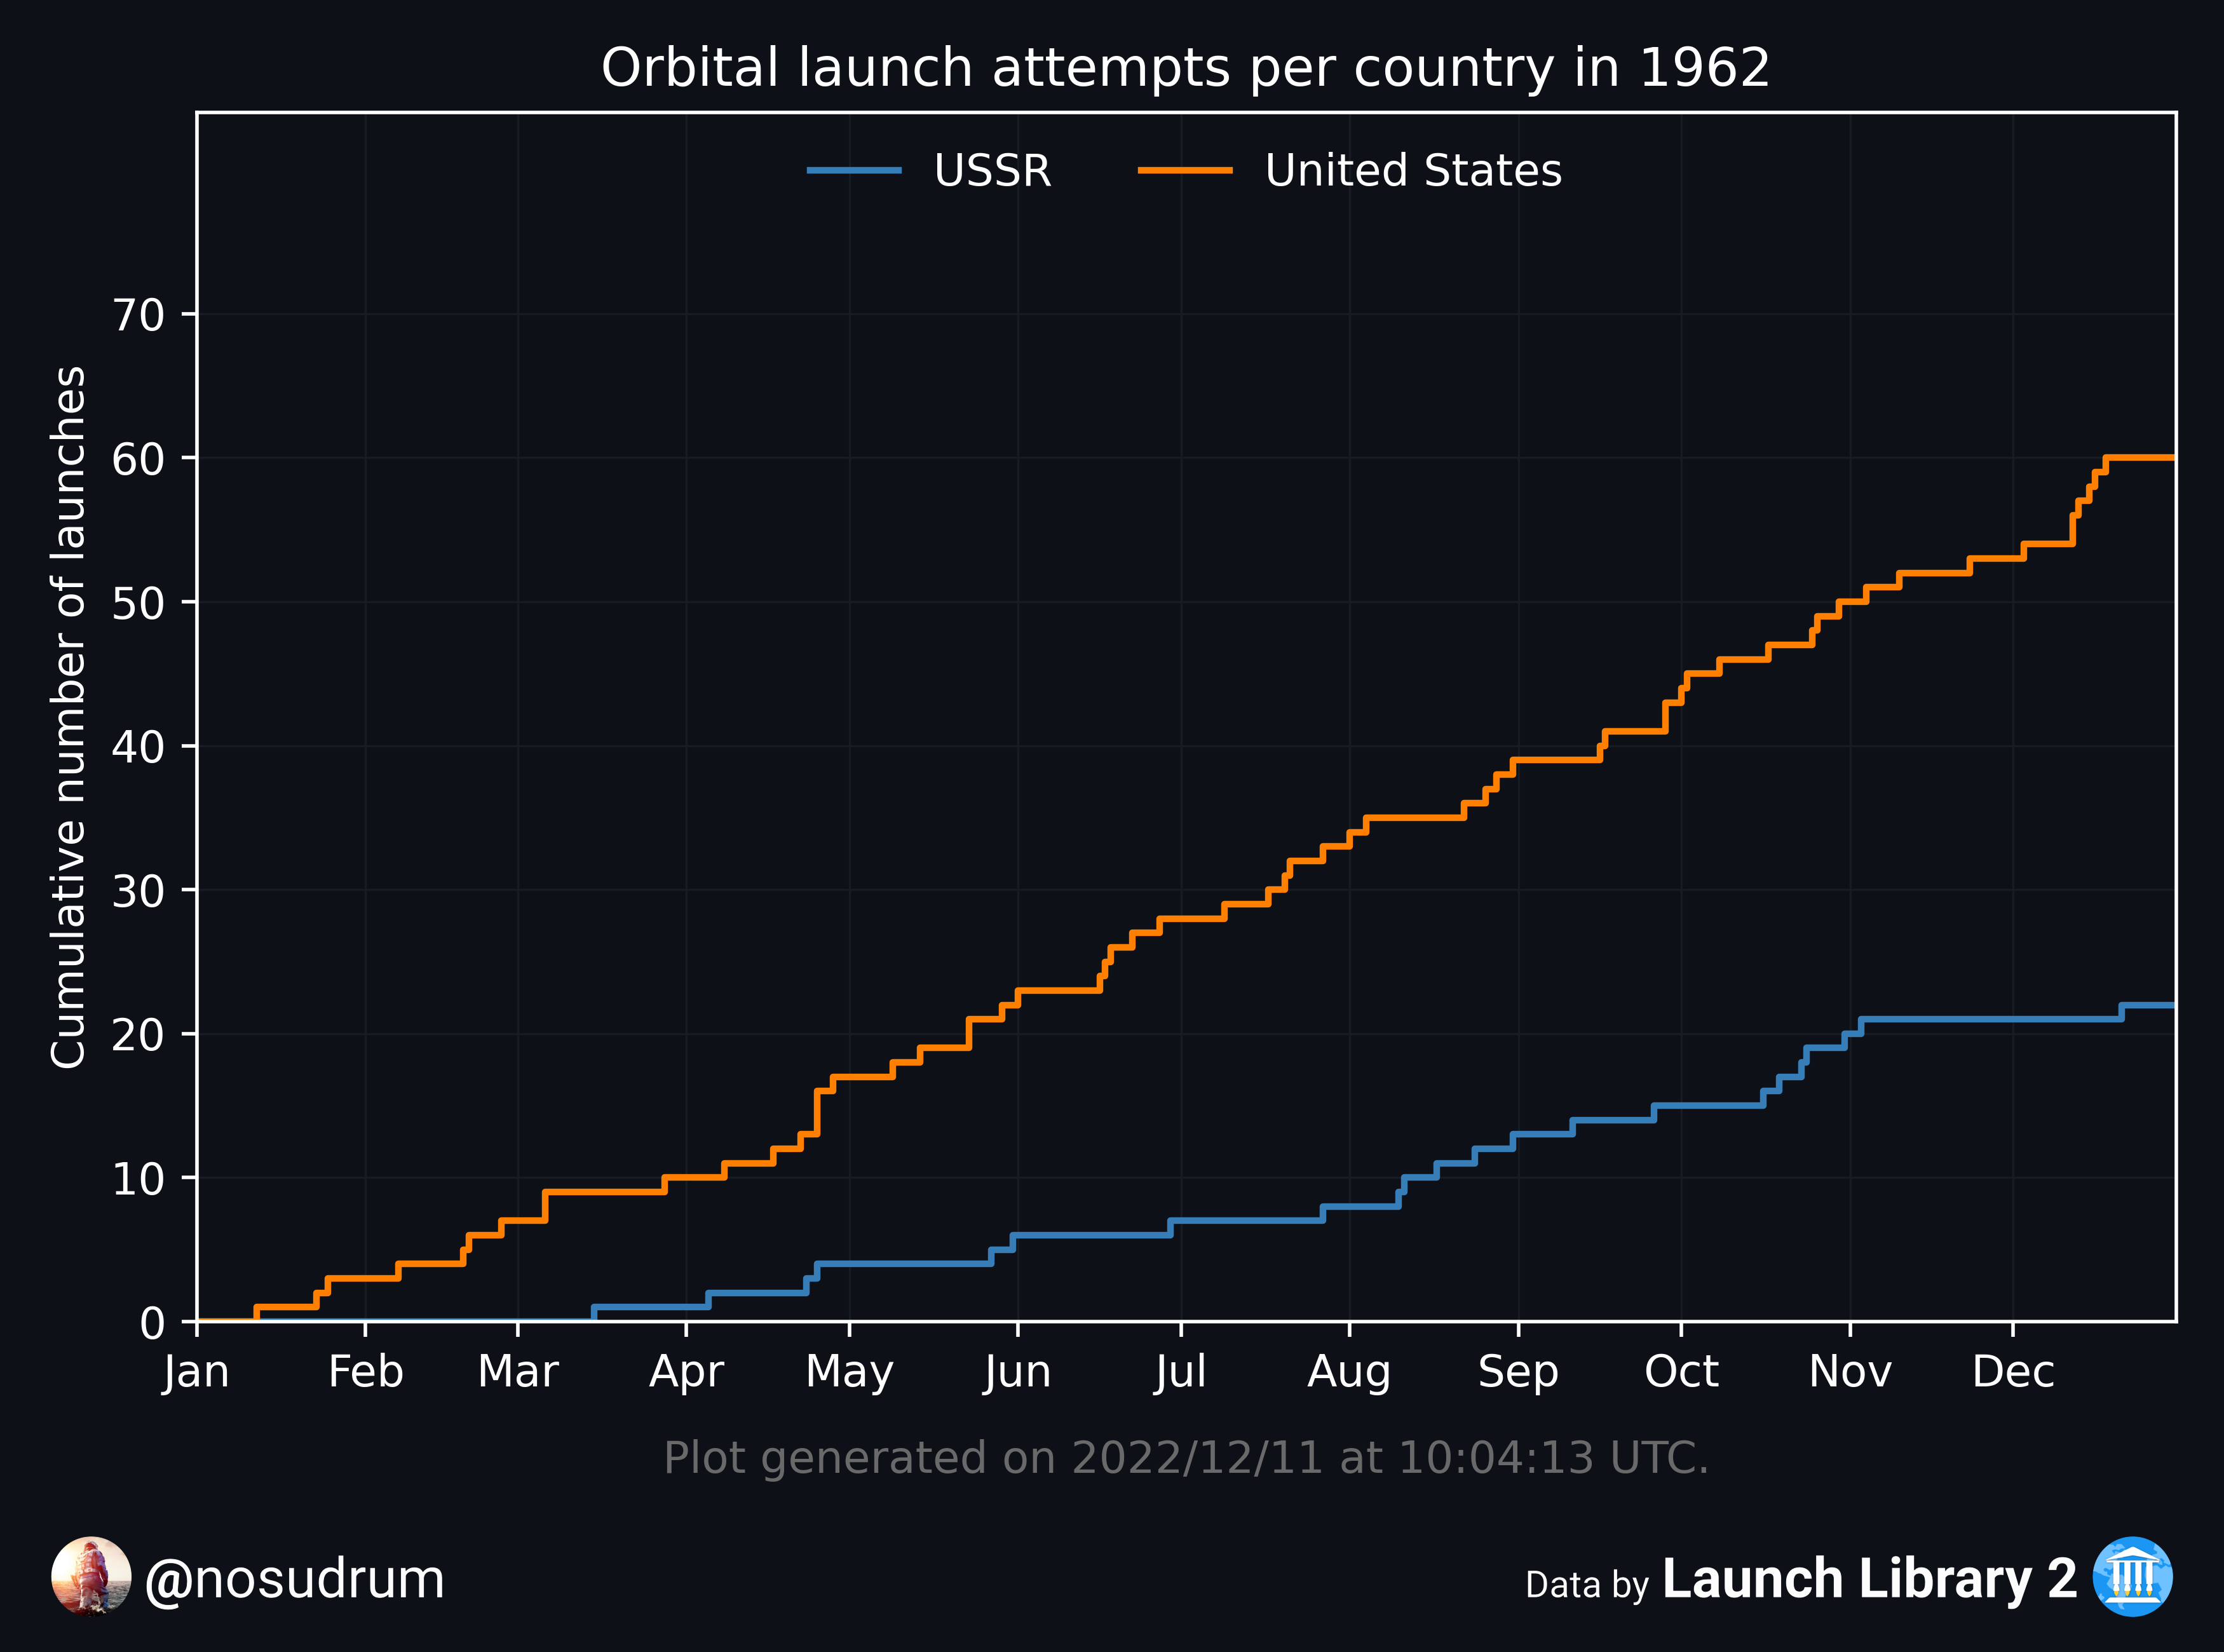 Orbital launch attempts per country in 1962
USSR
United States
Cumulative number of launches
70
60
50
40
30
20
10
0
Jan Feb Mar Apr May Jun Jul Aug Sep Oct Nov Dec
Plot generated on 2022/12/11 at 10:04:13 UTC.
@nosudrum
Data by Launch Library 2